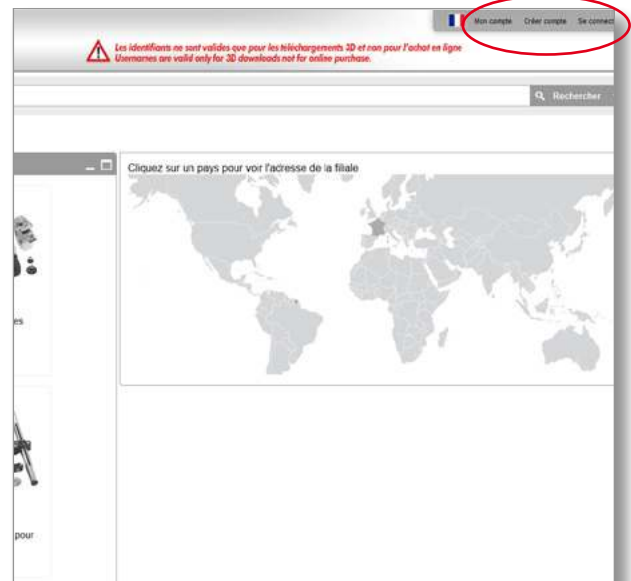 Mon compte Créer compte Se connect
Les identifiants ne sont valides que pour les téléchargements 3D et non pour l'achat en ligne
Usernames are valid only for 3D downloads not for online purchase.
Rechercher
Cliquez sur un pays pour voir l'adresse de la filiale
es
pour